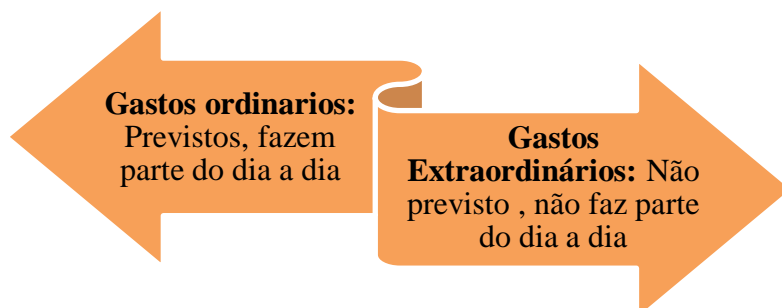 Gastos ordinarios:
Previstos, fazem
parte do dia a dia
Gastos
Extraordinários: Não
previsto , não faz parte
do dia a dia